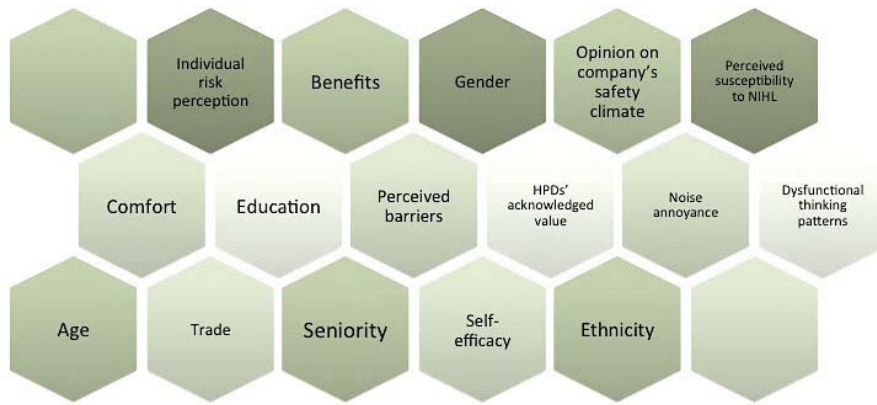 Individual
risk
perception
Benefits
Gender
Opinion on
company's
safety
climate
Perceived
susceptibility
to NIHL
Comfort
Education
Perceived
barriers
HPDs'
acknowledged
value
Noise
annoyance
Dysfunctional
thinking
patterns
Age
Trade
Seniority
Self-
efficacy
Ethnicity